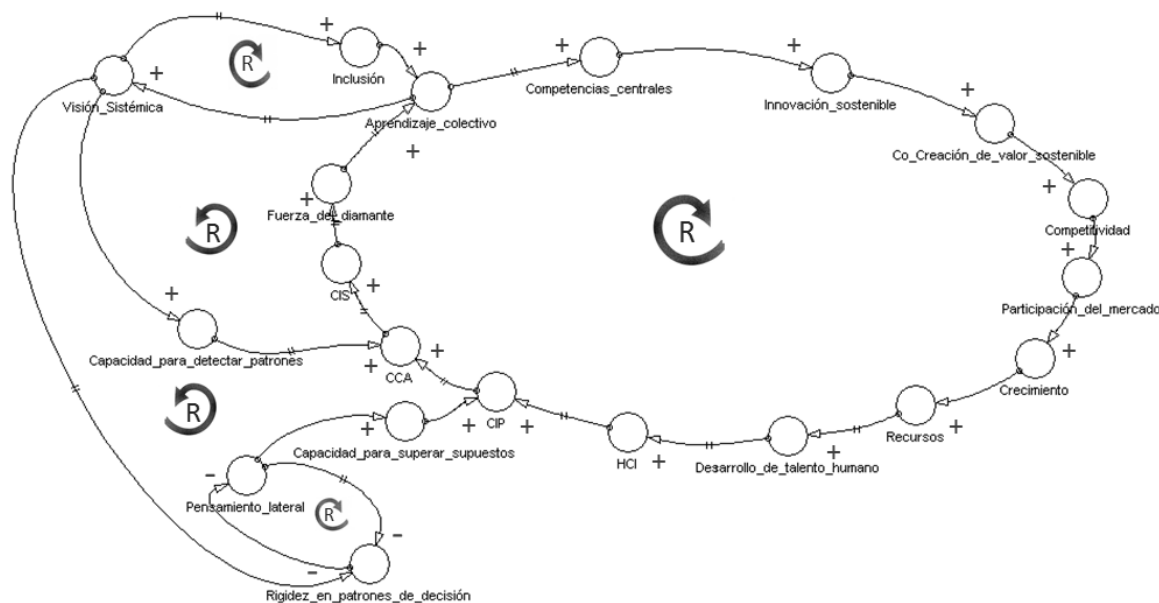 +
+
+
+
+
R
Inclusión
Competencias_centrales
+
Visión_Sistémica
Innovación_sostenible
+
Aprendizaje_colectivo
+
Co_Creación_de_valor_sostenible
+
+
Fuerza_del_diamante
R
R
Competitividad
+
CIS
+
Participación_del_mercado
+
Capacidad_para_detectar_patrones
+
+
CCA
+
Crecimiento
R
CIP
Recursos
+
+
+
+
+
Capacidad_para_superar_supuestos
HCI
+
Desarrollo_de_talento_humano
+
-
Pensamiento_lateral
R
-
-
Rigidez_en_patrones_de_decisión